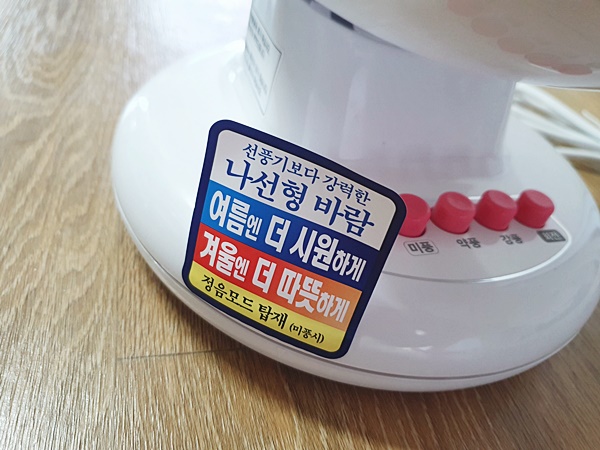 선풍기보다 강력한
나선형 바람
여름엔 더 시원하게
겨울엔 더 따뜻하게
정음모드 탑재 (미풍시)
미풍 약풍 강풍